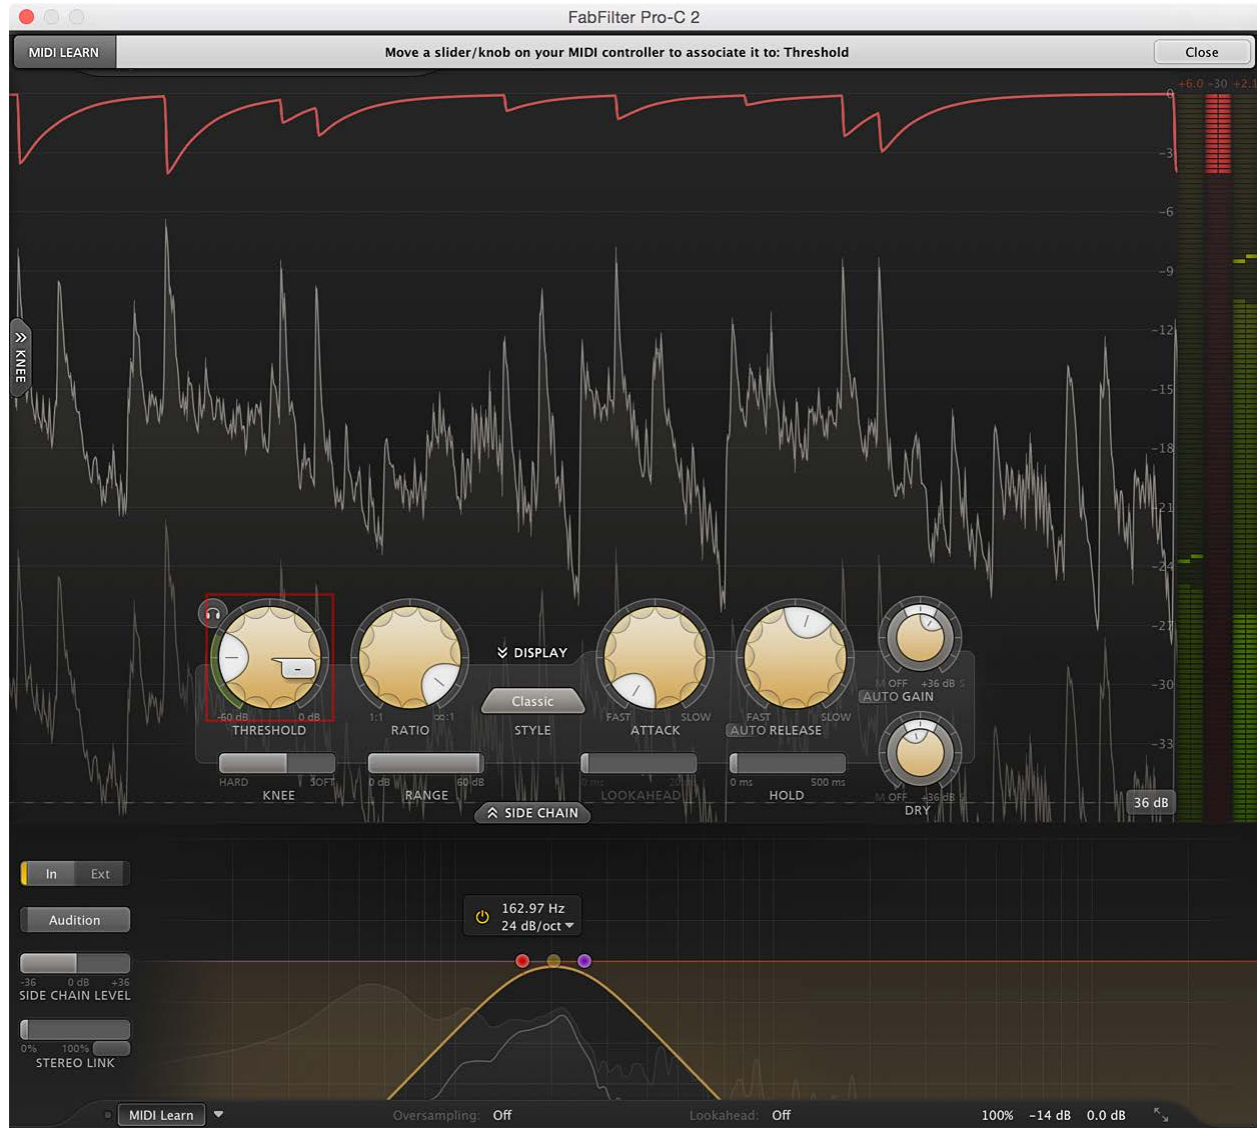 FabFilter Pro-C 2
MIDI LEARN
Move a slider/knob on your MIDI controller to associate it to: Threshold
Close
+6.0 -30 +2.1
0
-3
-6
-9
-12
-15
-18
-21
-24
-27
-30
-33
36 dB
KNEE
-60 dB 0 dB
THRESHOLD
-
1:1 ∞:1
RATIO
DISPLAY
Classic
STYLE
FAST SLOW
ATTACK
FAST SLOW
AUTO RELEASE
M OFF +36 dB S
AUTO GAIN
HARD SOFT
KNEE
0 dB 60 dB
RANGE
0 ms 20 ms
LOOKAHEAD
0 ms 500 ms
HOLD
M OFF +36 dB S
DRY
SIDE CHAIN
In Ext
Audition
-36 0 dB +36
SIDE CHAIN LEVEL
0% 100%
STEREO LINK
162.97 Hz
24 dB/oct
MIDI Learn
Oversampling: Off
Lookahead: Off
100% -14 dB 0.0 dB